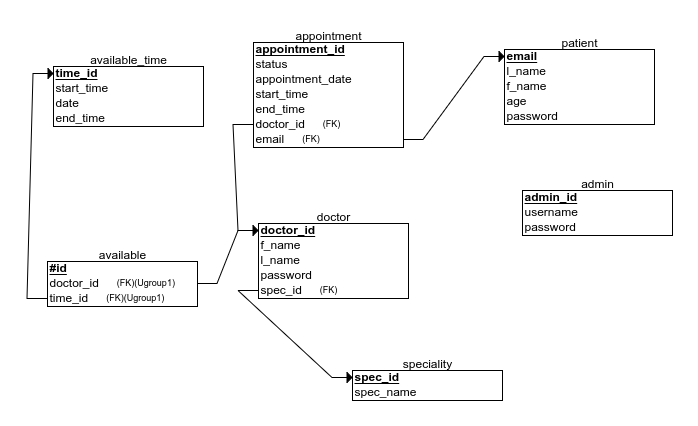 available_time
time_id
start_time
date
end_time
appointment
appointment_id
status
appointment_date
start_time
end_time
doctor_id (FK)
email (FK)
patient
email
l_name
f_name
age
password
admin
admin_id
username
password
available
#id
doctor_id (FK)(Ugroup1)
time_id (FK)(Ugroup1)
doctor
doctor_id
f_name
l_name
password
spec_id (FK)
speciality
spec_id
spec_name